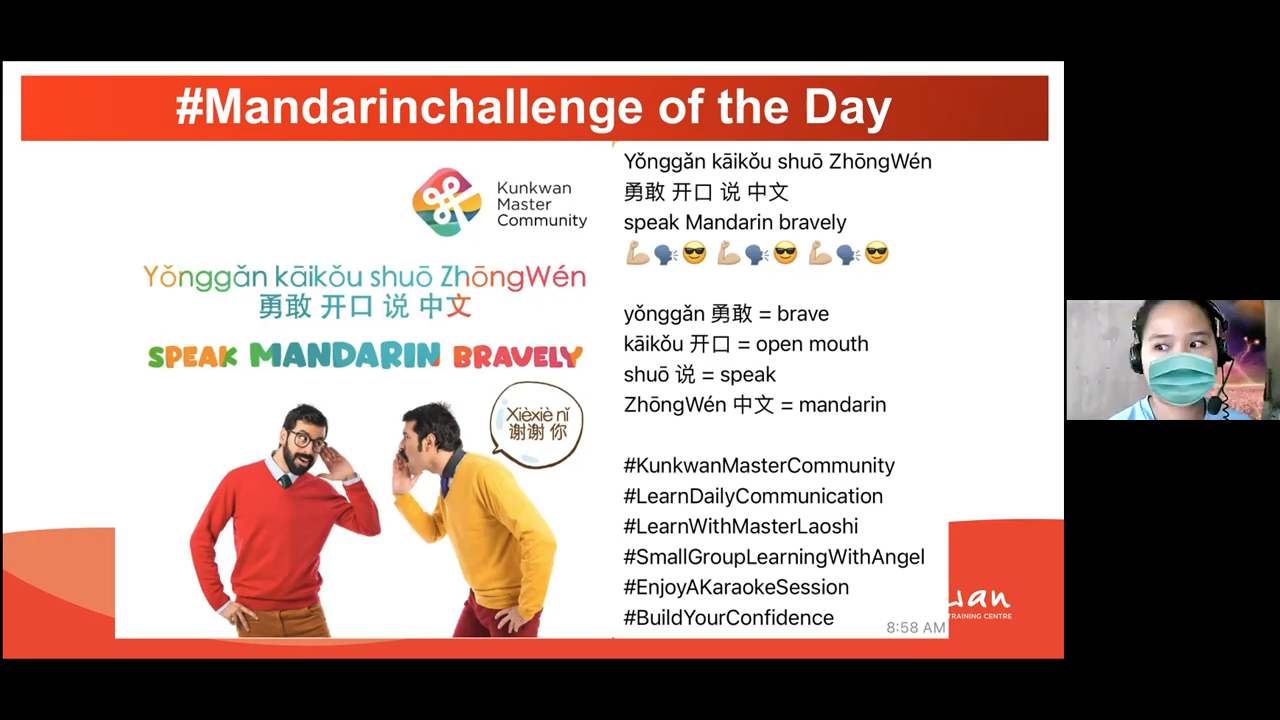 #Mandarinchallenge of the Day
Kunkwan
Master
Community
Yǒnggǎn kāikǒu shuō ZhōngWén
勇敢 开口 说 中文
SPEAK MANDARIN BRAVELY
Xièxiè nǐ
谢谢 你
Yǒnggǎn kāikǒu shuō ZhōngWén
勇敢 开口 说 中文
speak Mandarin bravely
💪🏼🗣😎 💪🏼🗣😎 💪🏼🗣😎
yǒnggǎn 勇敢 = brave
kāikǒu 开口 = open mouth
shuō 说 = speak
ZhōngWén 中文 = mandarin
#KunkwanMasterCommunity
#LearnDailyCommunication
#LearnWithMasterLaoshi
#SmallGroupLearningWithAngel
#EnjoyAKaraokeSession
#BuildYourConfidence
8:58 AM
TRAINING CENTRE